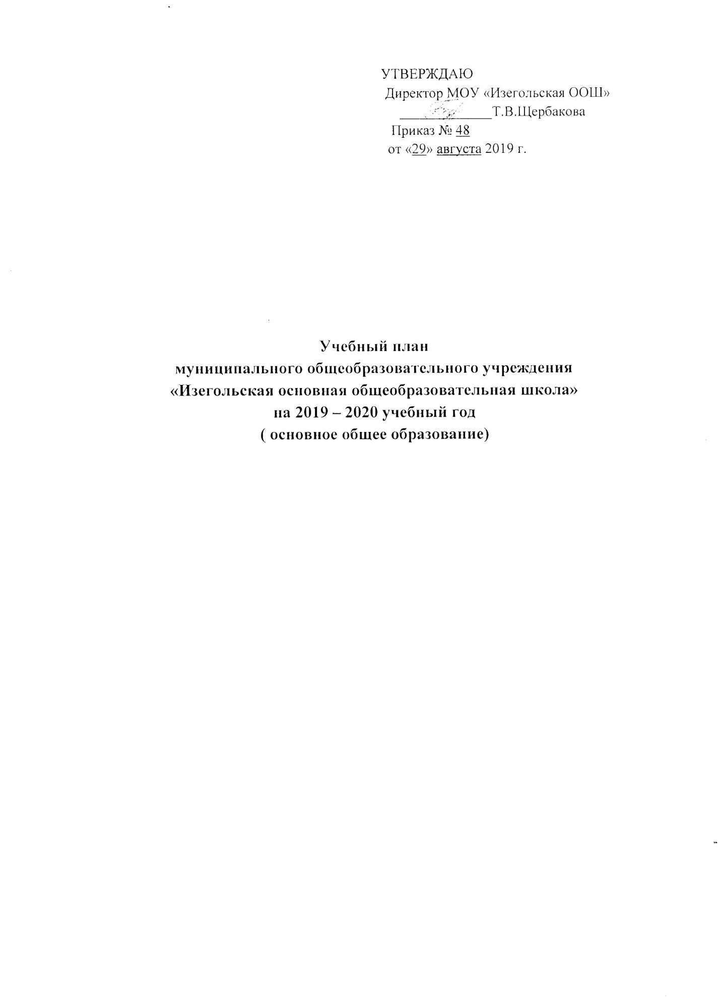 УТВЕРЖДАЮ
Директор МОУ «Изегольская ООШ»
_____________Т.В.Щербакова
Приказ № 48
от «29» августа 2019 г.
Учебный план
муниципального общеобразовательного учреждения
«Изегольская основная общеобразовательная школа»
на 2019 – 2020 учебный год
( основное общее образование)